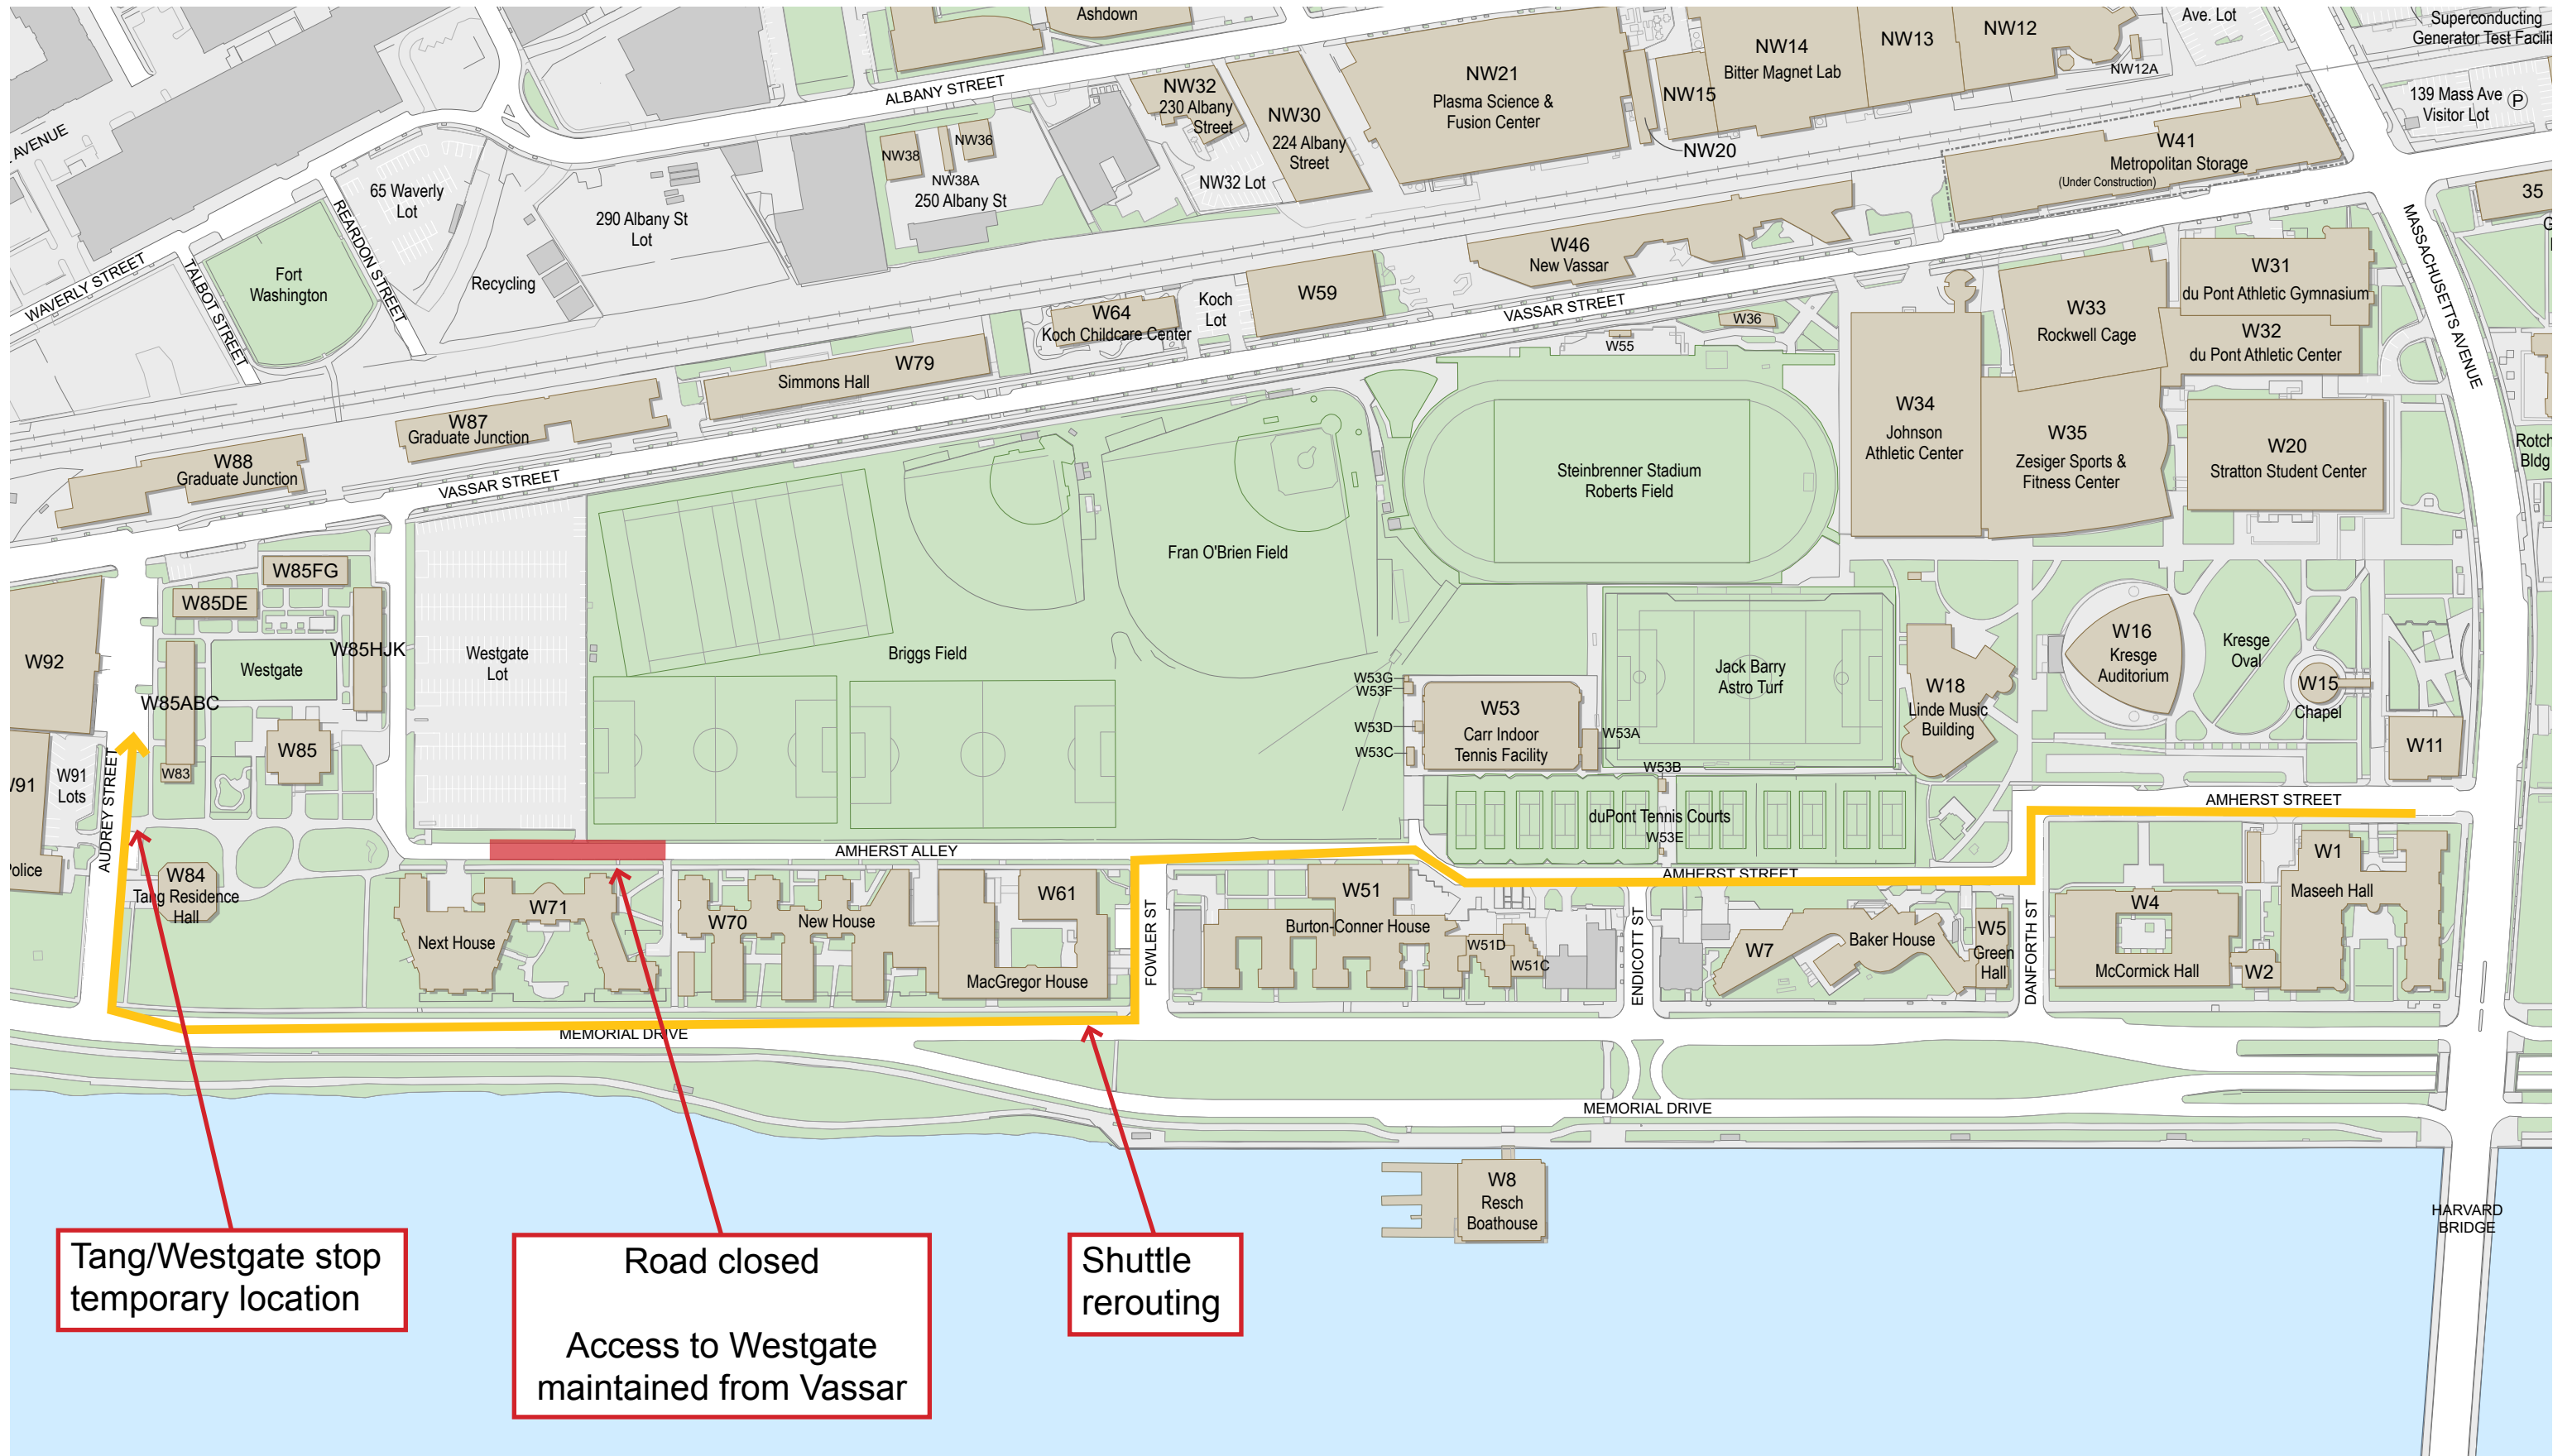 Ashdown
Ave. Lot
Superconducting
Generator Test Facilit
NW12
NW13
NW14
Bitter Magnet Lab
NW12A
NW21
Plasma Science &
Fusion Center
NW15
NW20
139 Mass Ave P
Visitor Lot
ALBANY STREET
NW32
230 Albany
Street
NW30
224 Albany
Street
NW32 Lot
NW38
NW36
NW38A
250 Albany St
AVENUE
65 Waverly
Lot
290 Albany St
Lot
Recycling
REARDON STREET
TALBOT STREET
WAVERLY STREET
Fort
Washington
W41
Metropolitan Storage
(Under Construction)
35
MASSACHUSETTS AVENUE
W46
New Vassar
W59
Koch
Lot
W64
Koch Childcare Center
VASSAR STREET
W36
W55
W31
du Pont Athletic Gymnasium
W33
Rockwell Cage
W32
du Pont Athletic Center
W79
Simmons Hall
W87
Graduate Junction
W88
Graduate Junction
VASSAR STREET
W34
Johnson
Athletic Center
W35
Zesiger Sports &
Fitness Center
W20
Stratton Student Center
Rotch
Bldg
Steinbrenner Stadium
Roberts Field
Fran O'Brien Field
Briggs Field
Westgate
Lot
W85FG
W85DE
W85HJK
Westgate
W85ABC
W85
W83
W92
W91
Lots
/91
Police
AUDREY STREET
W84
Tang Residence
Hall
W53G
W53F
W53D
W53C
W53
Carr Indoor
Tennis Facility
W53A
W53B
Jack Barry
Astro Turf
W18
Linde Music
Building
W16
Kresge
Auditorium
Kresge
Oval
W15
Chapel
W11
duPont Tennis Courts
W53E
AMHERST STREET
AMHERST ALLEY
AMHERST STREET
W71
Next House
W70
New House
W61
MacGregor House
FOWLER ST
W51
Burton-Conner House
W51D
W51C
ENDICOTT ST
W7
Baker House
W5
Green
Hall
DANFORTH ST
W4
McCormick Hall
W2
W1
Maseeh Hall
MEMORIAL DRIVE
MEMORIAL DRIVE
W8
Resch
Boathouse
HARVARD
BRIDGE
Tang/Westgate stop
temporary location
Road closed
Access to Westgate
maintained from Vassar
Shuttle
rerouting